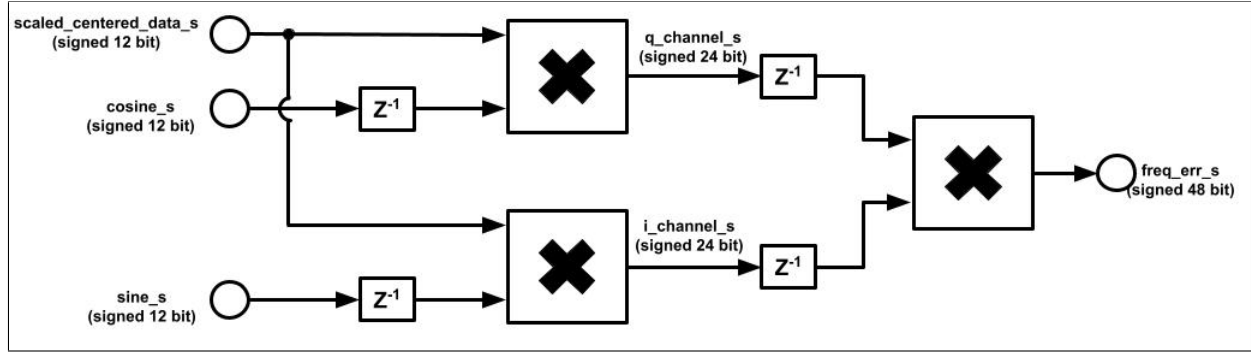 scaled_centered_data_s
(signed 12 bit)
cosine_s
(signed 12 bit)
Z-1
q_channel_s
(signed 24 bit)
Z-1
freq_err_s
(signed 48 bit)
i_channel_s
(signed 24 bit)
Z-1
sine_s
(signed 12 bit)
Z-1